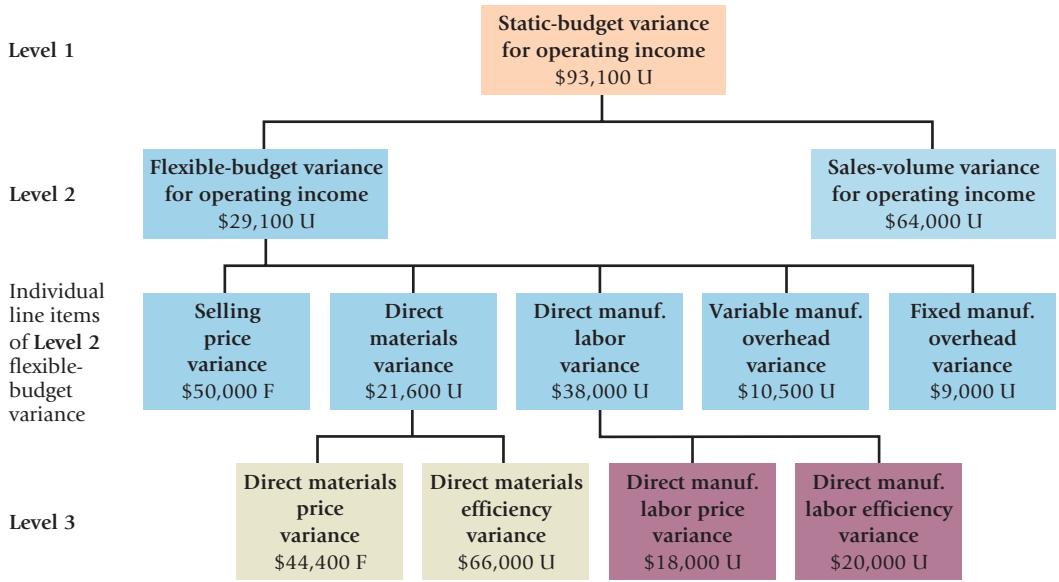 Level 1
Static-budget variance
for operating income
$93,100 U
Level 2
Flexible-budget variance
for operating income
$29,100 U
Sales-volume variance
for operating income
$64,000 U
Individual
line items
of Level 2
flexible-
budget
variance
Selling
price
variance
$50,000 F
Direct
materials
variance
$21,600 U
Direct manuf.
labor
variance
$38,000 U
Variable manuf.
overhead
variance
$10,500 U
Fixed manuf.
overhead
variance
$9,000 U
Level 3
Direct materials
price
variance
$44,400 F
Direct materials
efficiency
variance
$66,000 U
Direct manuf.
labor price
variance
$18,000 U
Direct manuf.
labor efficiency
variance
$20,000 U